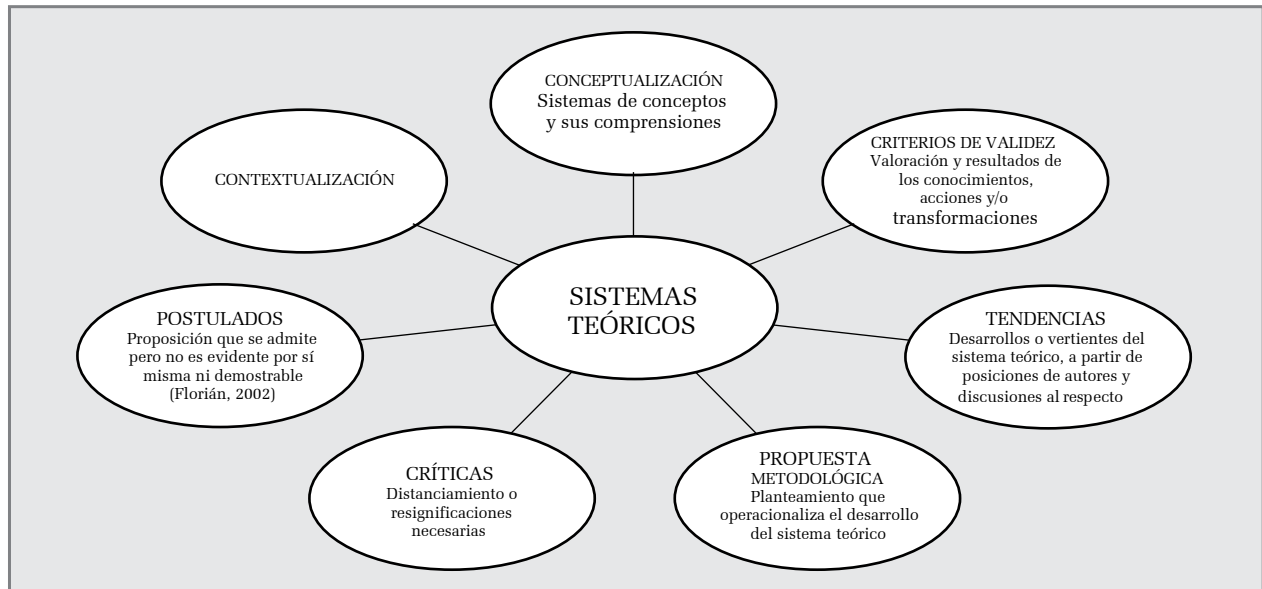 CONCEPTUALIZACIÓN
Sistemas de conceptos
y sus comprensiones
CONTEXTUALIZACIÓN
CRITERIOS DE VALIDEZ
Valoración y resultados de
los conocimientos,
acciones y/o
transformaciones
SISTEMAS
TEÓRICOS
POSTULADOS
Proposición que se admite
pero no es evidente por sí
misma ni demostrable
(Florián, 2002)
TENDENCIAS
Desarrollos o vertientes del
sistema teórico, a partir de
posiciones de autores y
discusiones al respecto
CRÍTICAS
Distanciamiento o
resignificaciones
necesarias
PROPUESTA
METODOLÓGICA
Planteamiento que
operacionaliza el desarrollo
del sistema teórico